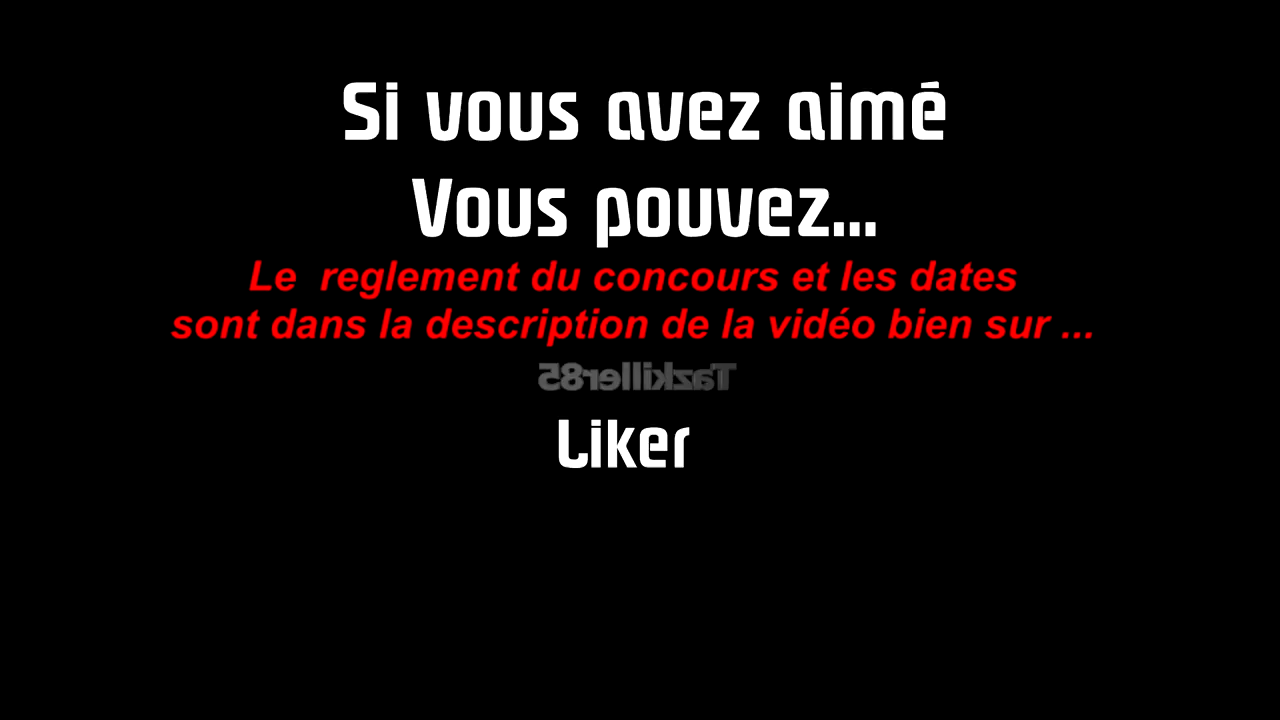 Si vous avez aimé
Vous pouvez...
Le reglement du concours et les dates
sont dans la description de la vidéo bien sur ...
Tazkiller85
Liker